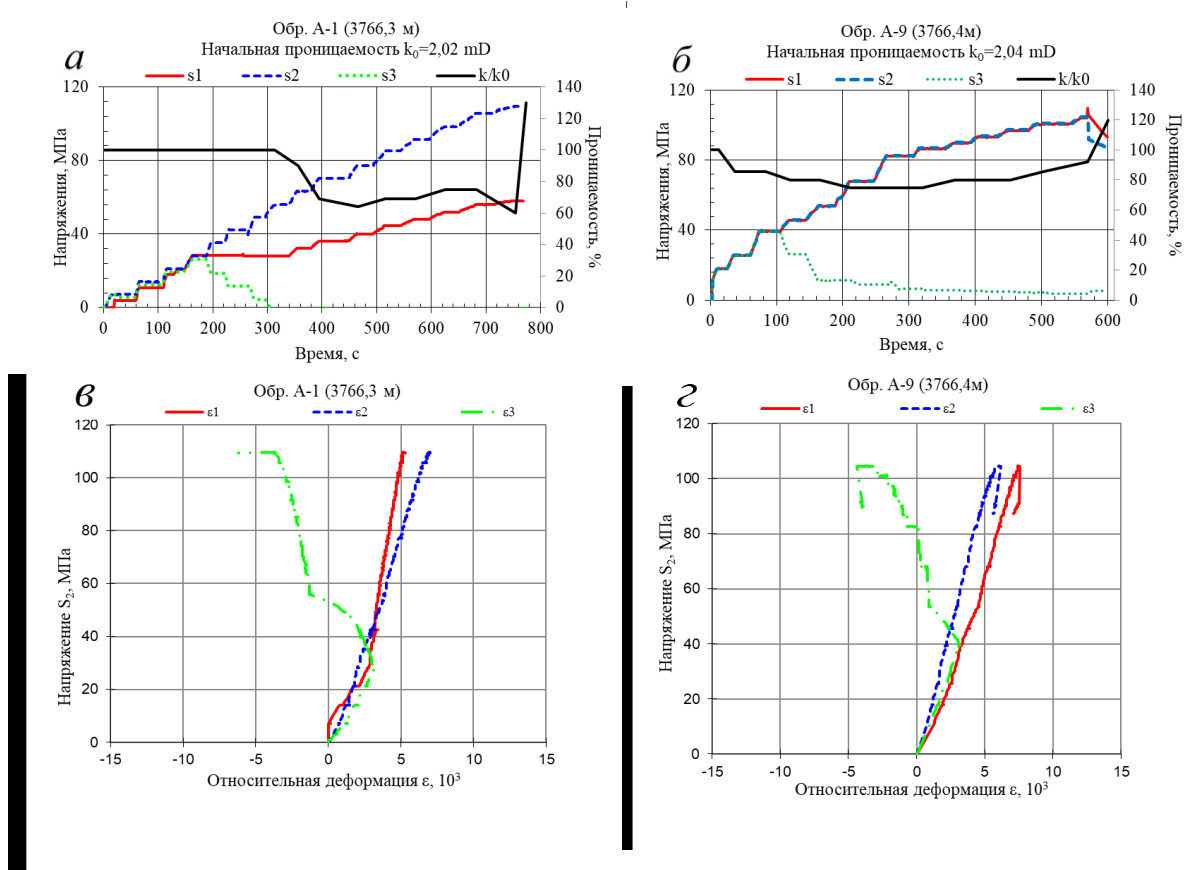 а
Обр. А-1 (3766,3 м)
Начальная проницаемость k0=2,02 mD
s1 s2 s3 k/k0
Напряжения, МПа
120
80
40
0
140
120
100
80
60
40
20
0
Проницаемость, %
0 100 200 300 400 500 600 700 800
Время, с
б
Обр. А-9 (3766,4м)
Начальная проницаемость k0=2,04 mD
s1 s2 s3 k/k0
Напряжения, МПа
120
80
40
0
140
120
100
80
60
40
20
0
Проницаемость, %
0 100 200 300 400 500 600
Время, с
в
Обр. А-1 (3766,3 м)
ε1 ε2 ε3
Напряжение S2, МПа
120
100
80
60
40
20
0
-15 -10 -5 0 5 10 15
Относительная деформация ε, 10³
г
Обр. А-9 (3766,4м)
ε1 ε2 ε3
Напряжение S2, МПа
120
100
80
60
40
20
0
-15 -10 -5 0 5 10 15
Относительная деформация ε, 10³